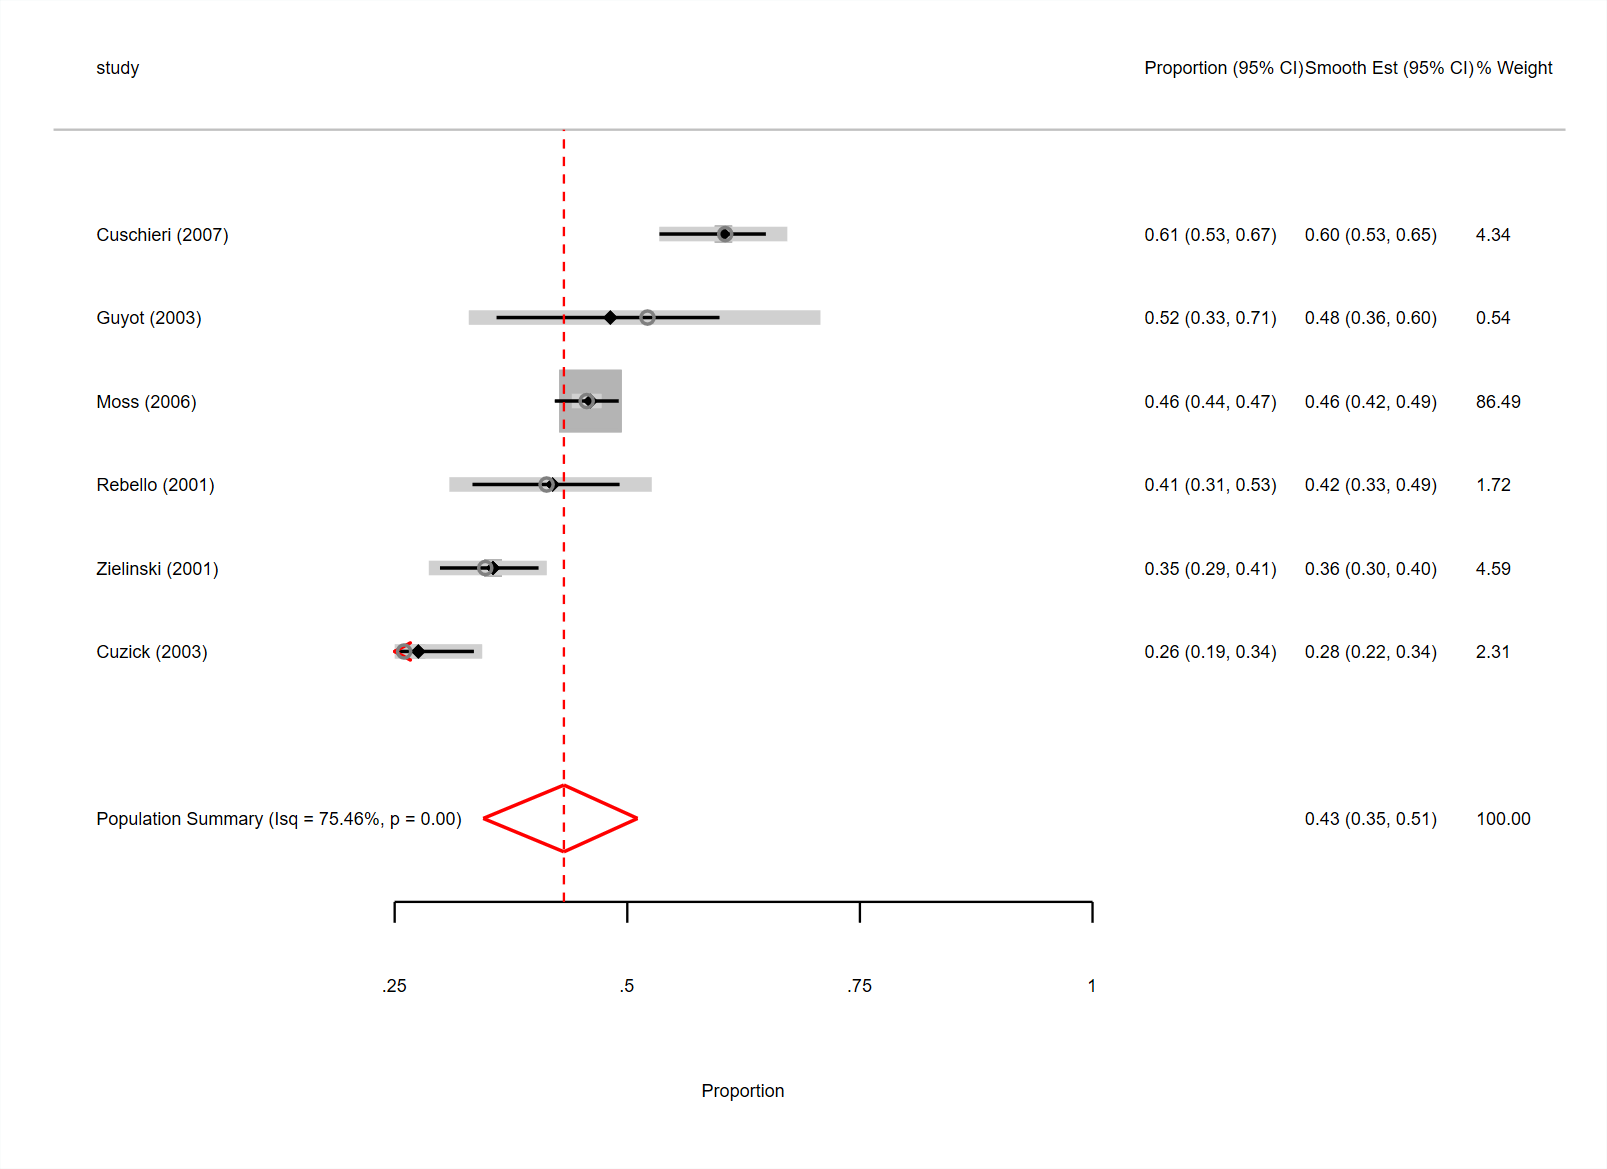 study Proportion (95% CI) Smooth Est (95% CI) % Weight
Cuschieri (2007) 0.61 (0.53, 0.67) 0.60 (0.53, 0.65) 4.34
Guyot (2003) 0.52 (0.33, 0.71) 0.48 (0.36, 0.60) 0.54
Moss (2006) 0.46 (0.44, 0.47) 0.46 (0.42, 0.49) 86.49
Rebello (2001) 0.41 (0.31, 0.53) 0.42 (0.33, 0.49) 1.72
Zielinski (2001) 0.35 (0.29, 0.41) 0.36 (0.30, 0.40) 4.59
Cuzick (2003) 0.26 (0.19, 0.34) 0.28 (0.22, 0.34) 2.31
Population Summary (Isq = 75.46%, p = 0.00) 0.43 (0.35, 0.51) 100.00
.25 .5 .75 1
Proportion